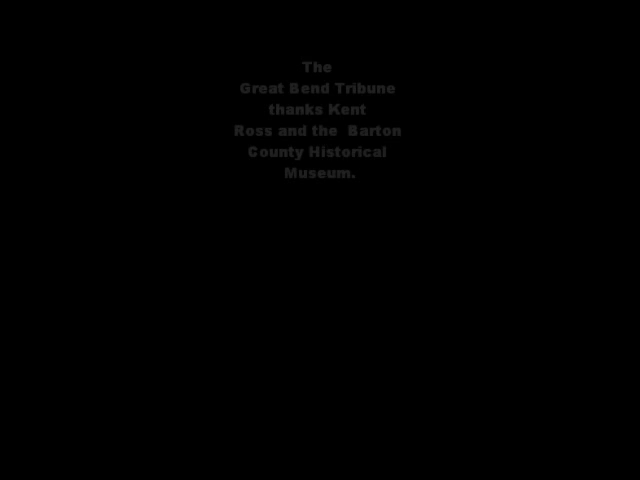 The
Great Bend Tribune
thanks Kent
Ross and the  Barton
County Historical
Museum.